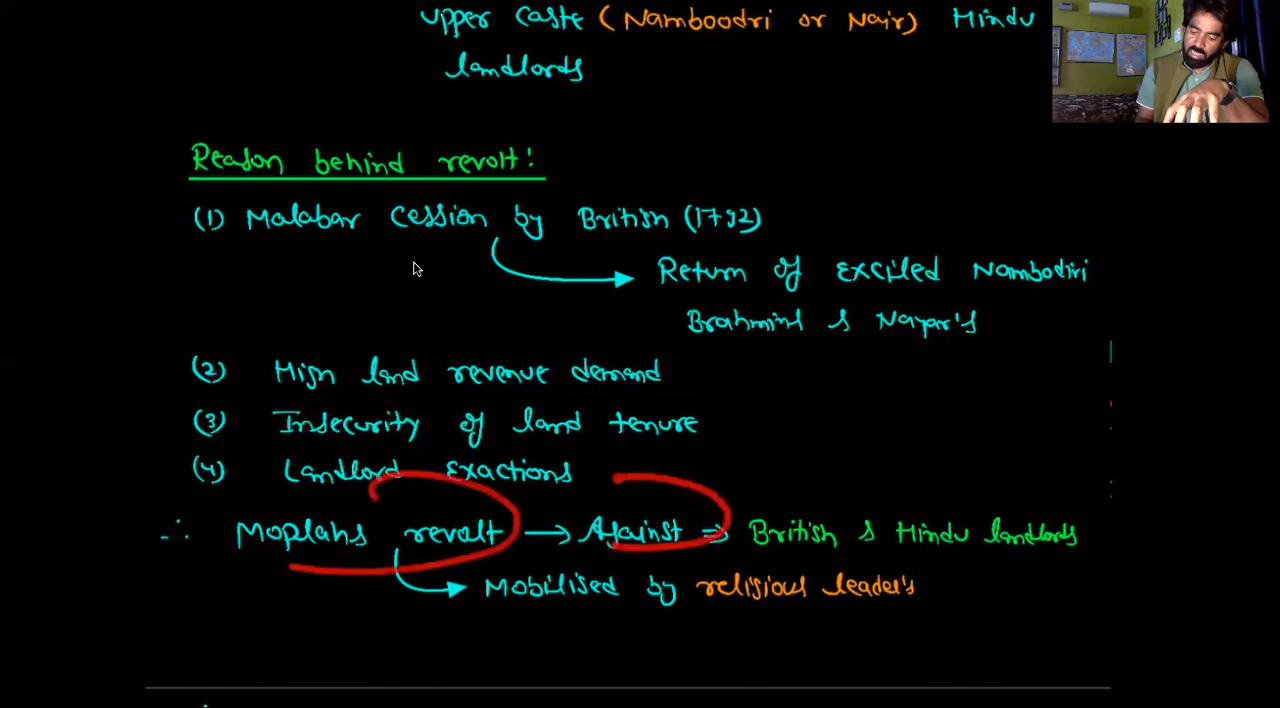 upper caste (Namboodri or Nair) Hindu
landlords
Reason behind revolt:
(1) Malabar cession by British (1792)
Return of exciled Nambodiri
Brahmins & Nayar's
(2) High land revenue demand
(3) Insecurity of land tenure
(4) Landlord exactions
∴ Moplahs revolt → Against ⇒ British & Hindu landlords
Mobilised by religious leader's